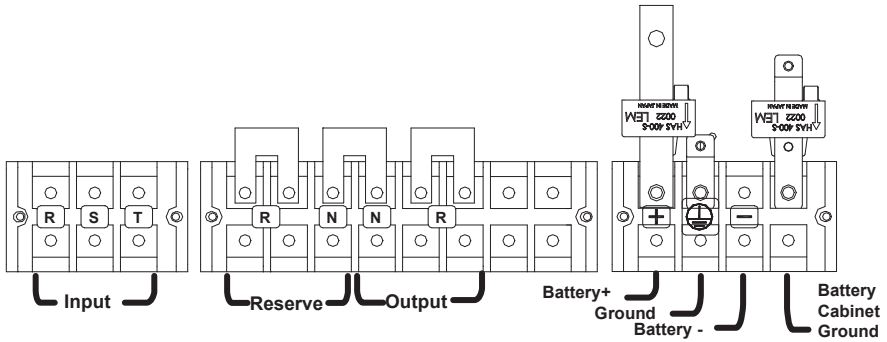 HAS 400-S
LEM
0022
MADE IN JAPAN
HAS 400-S
LEM
0022
MADE IN JAPAN
R S T
R N N R
+ -
Input
Reserve
Output
Battery+
Ground
Battery -
Battery
Cabinet
Ground